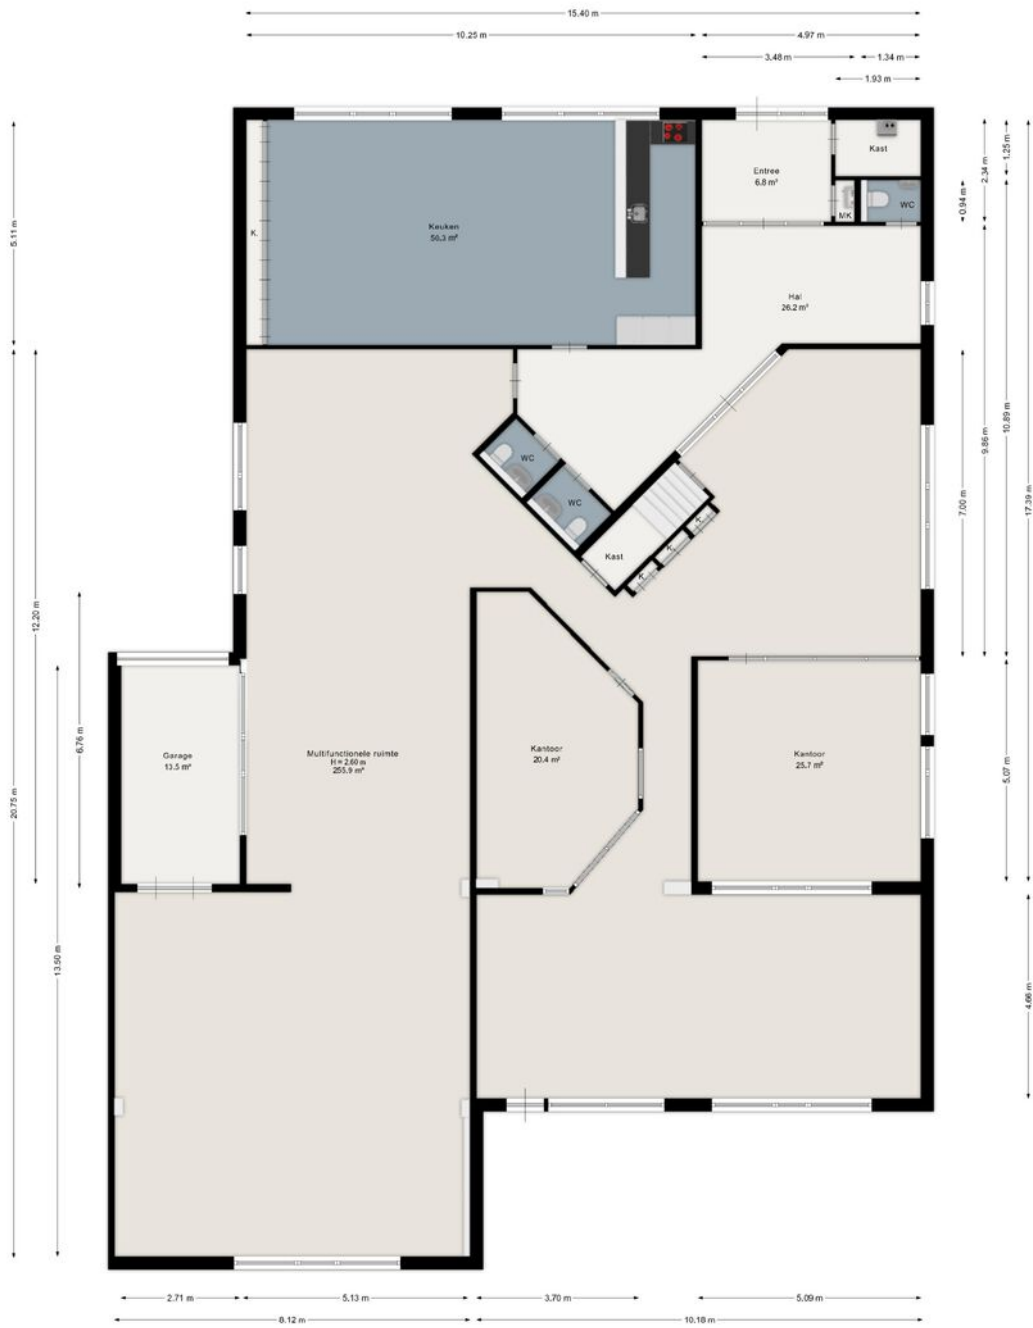 15.40 m
10.25 m
4.97 m
3.48 m
1.34 m
1.93 m
Kast
Entree
6.8 m²
MK
WC
K.
Keuken
50.3 m²
Hal
26.2 m²
5.11 m
2.34 m
1.25 m
0.94 m
WC
WC
Kast
K.
K.
K.
12.20 m
20.75 m
6.76 m
13.50 m
7.00 m
9.86 m
10.89 m
17.39 m
5.07 m
4.66 m
Garage
13.5 m²
Multifunctionele ruimte
H = 2.60 m
255.9 m²
Kantoor
20.4 m²
Kantoor
25.7 m²
2.71 m
5.13 m
3.70 m
5.09 m
8.12 m
10.18 m